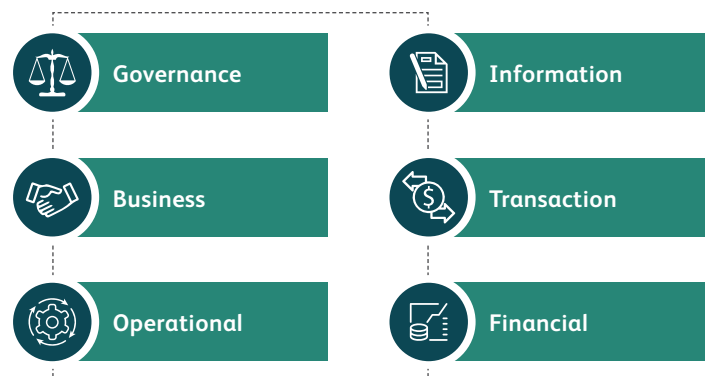 Governance
Business
Operational
Information
Transaction
Financial